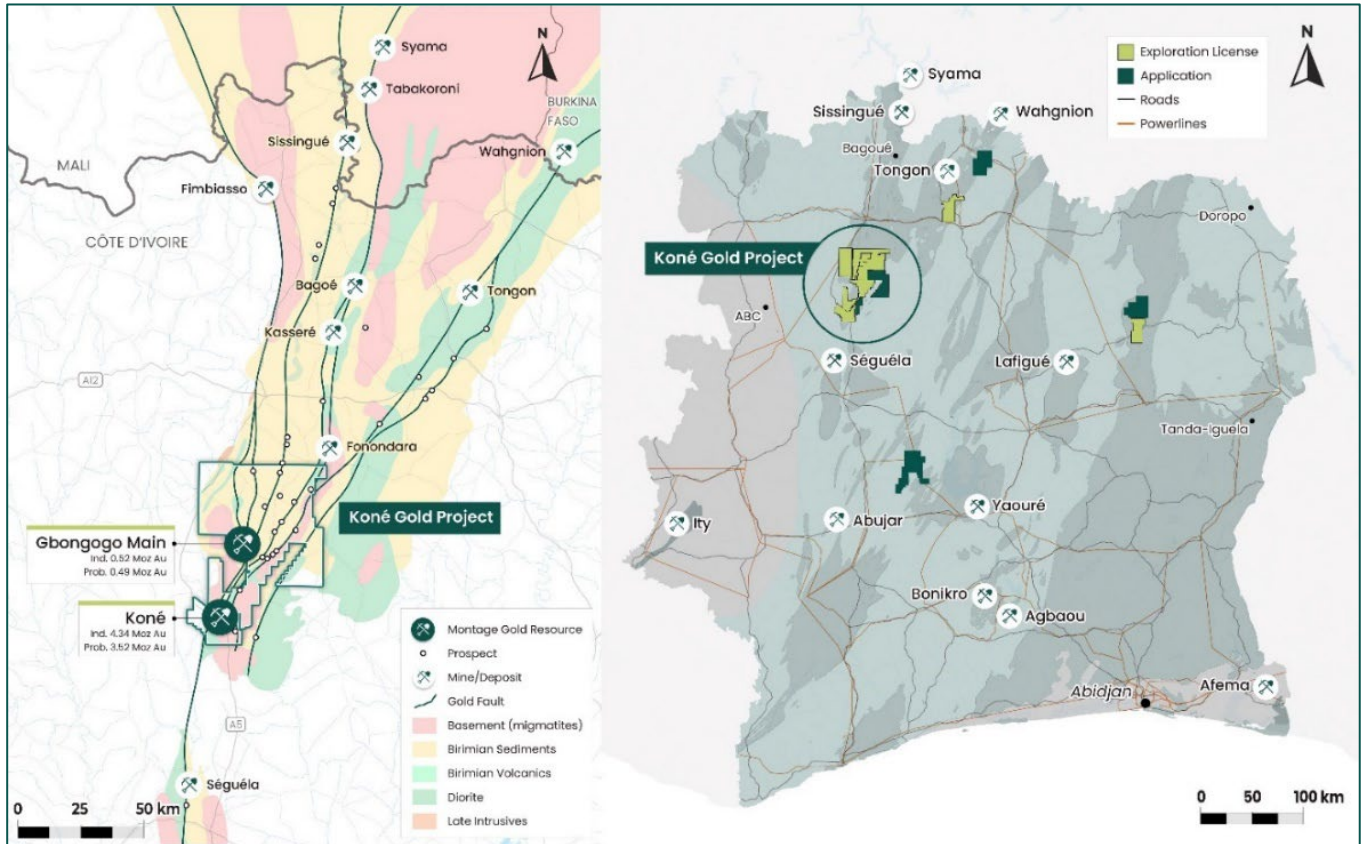 Syama
N
Tabakoroni
BURKINA
FASO
Sissingué
Wahgnion
MALI
Fimbiasso
CÔTE D'IVOIRE
Bagoé
Tongon
Kasseré
A12
Fonondara
Koné Gold Project
Gbongogo Main
Ind. 0.52 Moz Au
Prob. 0.49 Moz Au
Koné
Ind. 4.34 Moz Au
Prob. 3.52 Moz Au
A5
Séguéla
0 25 50 km
Montage Gold Resource
Prospect
Mine/Deposit
Gold Fault
Basement (migmatites)
Birimian Sediments
Birimian Volcanics
Diorite
Late Intrusives
N
Exploration License
Application
Roads
Powerlines
Syama
Sissingué
Wahgnion
Bagoué
Tongon
Doropo
Koné Gold Project
ABC
Séguéla
Lafigué
Tanda-Iguela
Ity
Abujar
Yaouré
Bonikro
Agbaou
Abidjan
Afema
0 50 100 km